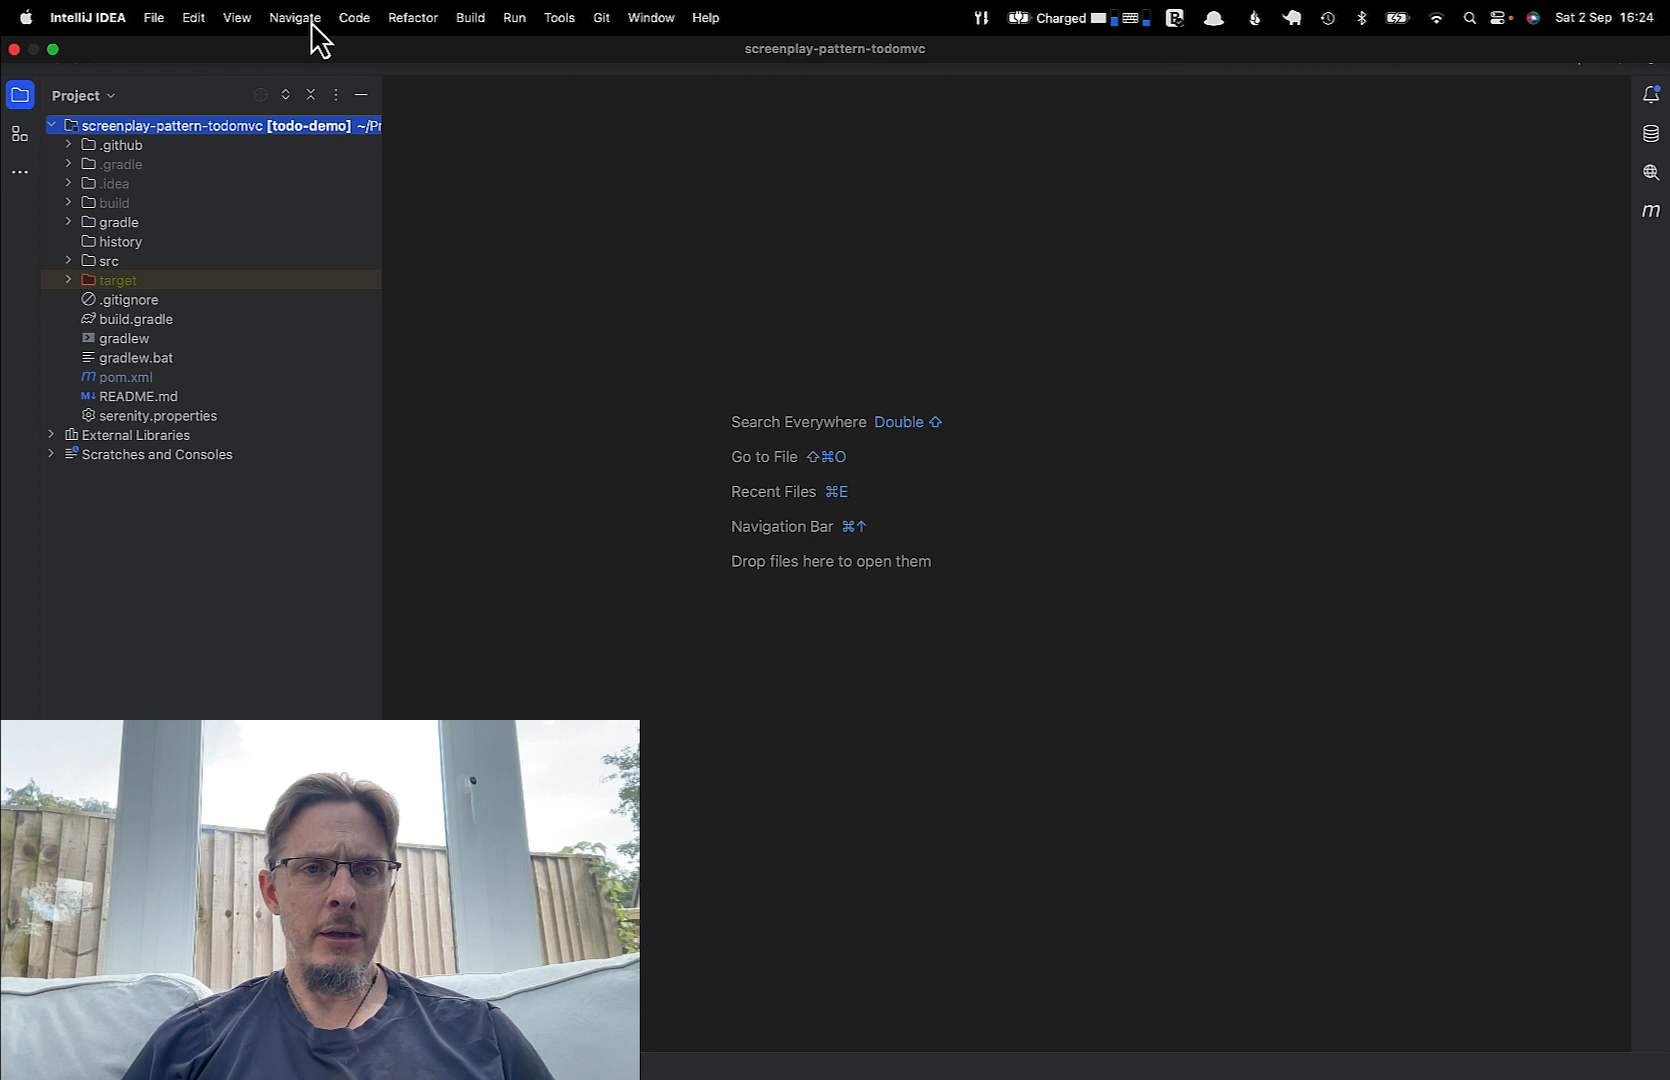 IntelliJ IDEA File Edit View Navigate Code Refactor Build Run Tools Git Window Help Charged Sat 2 Sep 16:24
screenplay-pattern-todomvc
Project
screenplay-pattern-todomvc [todo-demo] ~/Pr
.github
.gradle
.idea
build
gradle
history
src
target
.gitignore
build.gradle
gradlew
gradlew.bat
m pom.xml
M↓ README.md
serenity.properties
External Libraries
Scratches and Consoles
Search Everywhere Double ⇧
Go to File ⇧⌘O
Recent Files ⌘E
Navigation Bar ⌘↑
Drop files here to open them
m